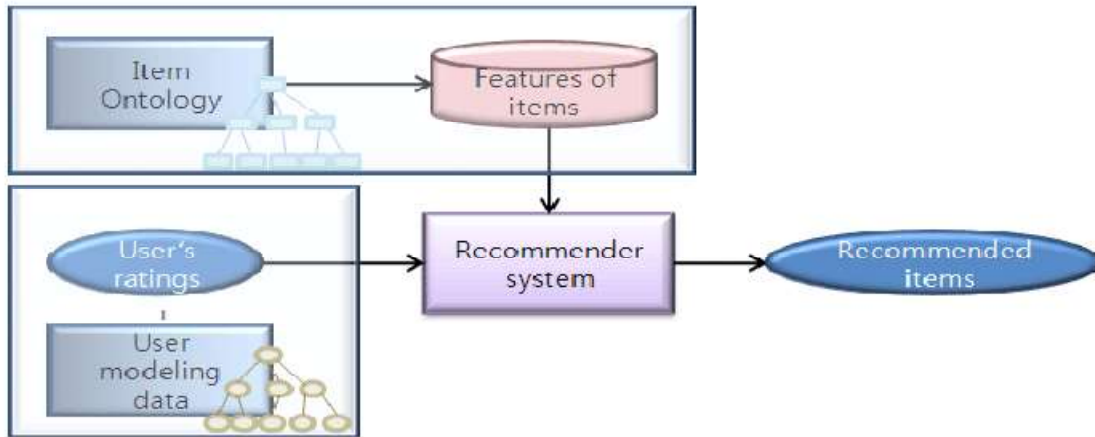 Item
Ontology
Features of
items
User's
ratings
Recommender
system
Recommended
items
+
User
modeling
data